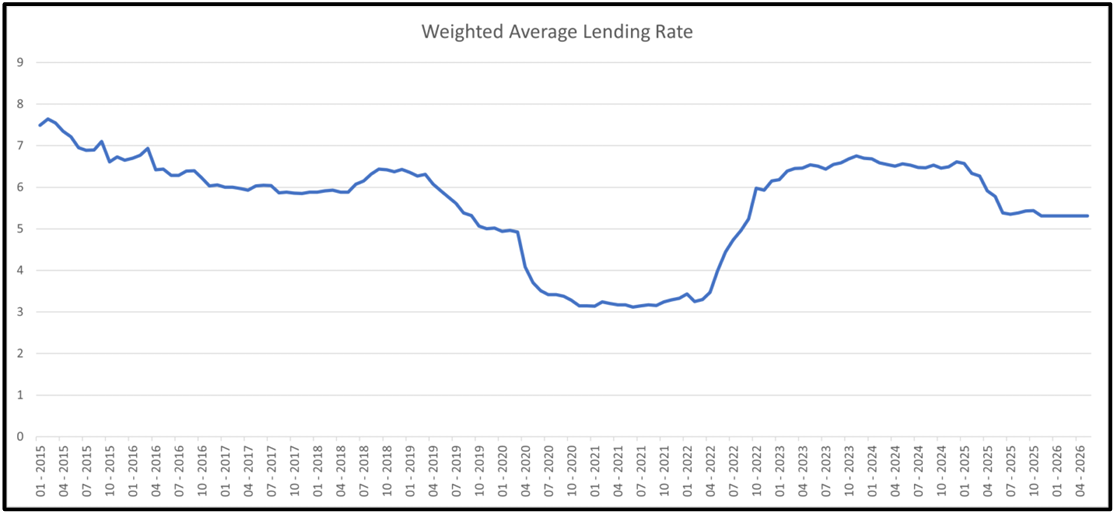 Weighted Average Lending Rate
9
8
7
6
5
4
3
2
1
0
01 - 2015
04 - 2015
07 - 2015
10 - 2015
01 - 2016
04 - 2016
07 - 2016
10 - 2016
01 - 2017
04 - 2017
07 - 2017
10 - 2017
01 - 2018
04 - 2018
07 - 2018
10 - 2018
01 - 2019
04 - 2019
07 - 2019
10 - 2019
01 - 2020
04 - 2020
07 - 2020
10 - 2020
01 - 2021
04 - 2021
07 - 2021
10 - 2021
01 - 2022
04 - 2022
07 - 2022
10 - 2022
01 - 2023
04 - 2023
07 - 2023
10 - 2023
01 - 2024
04 - 2024
07 - 2024
10 - 2024
01 - 2025
04 - 2025
07 - 2025
10 - 2025
01 - 2026
04 - 2026